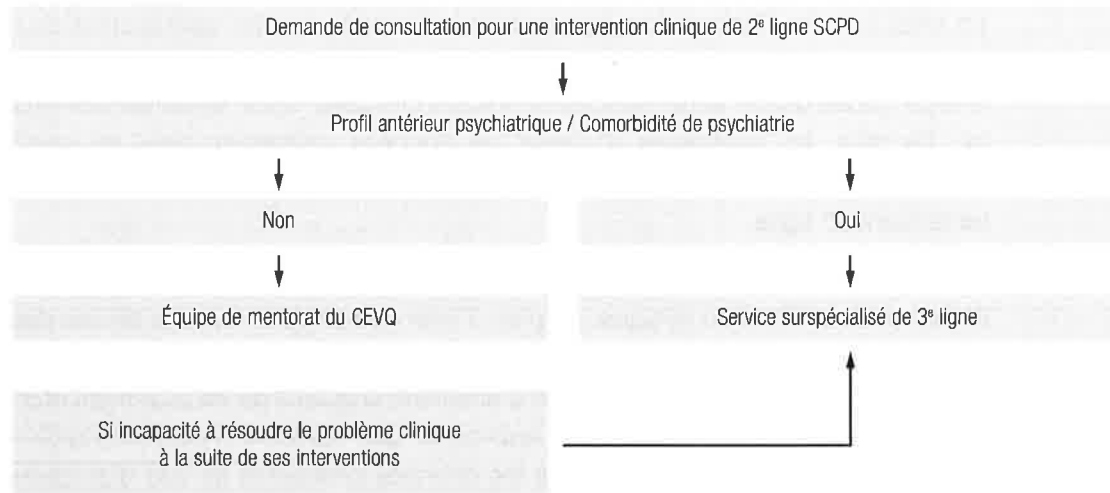 Demande de consultation pour une intervention clinique de 2e ligne SCPD
Profil antérieur psychiatrique / Comorbidité de psychiatrie
Non
Oui
Équipe de mentorat du CEVQ
Service surspécialisé de 3e ligne
Si incapacité à résoudre le problème clinique
à la suite de ses interventions